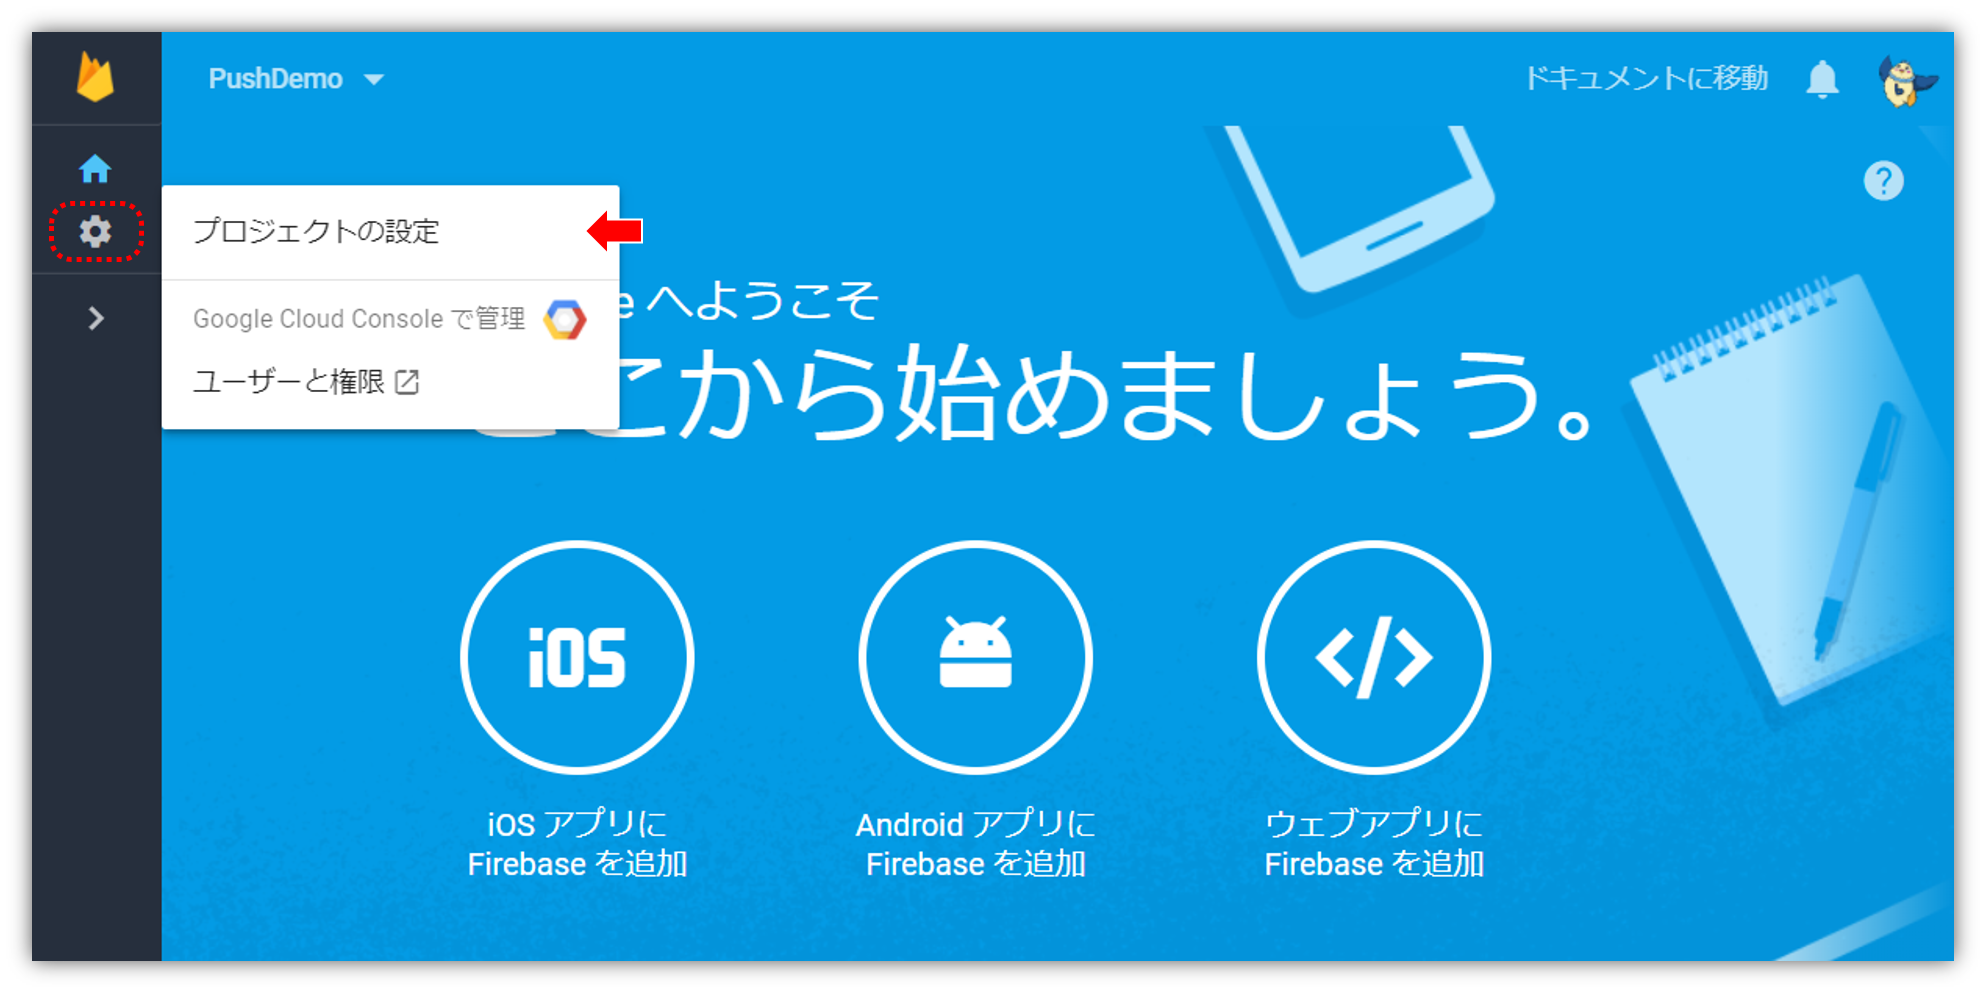 PushDemo
ドキュメントに移動
プロジェクトの設定
Google Cloud Console で管理
ユーザーと権限
へようこそ
から始めましょう。
iOS
</>
iOS アプリに
Firebase を追加
Android アプリに
Firebase を追加
ウェブアプリに
Firebase を追加